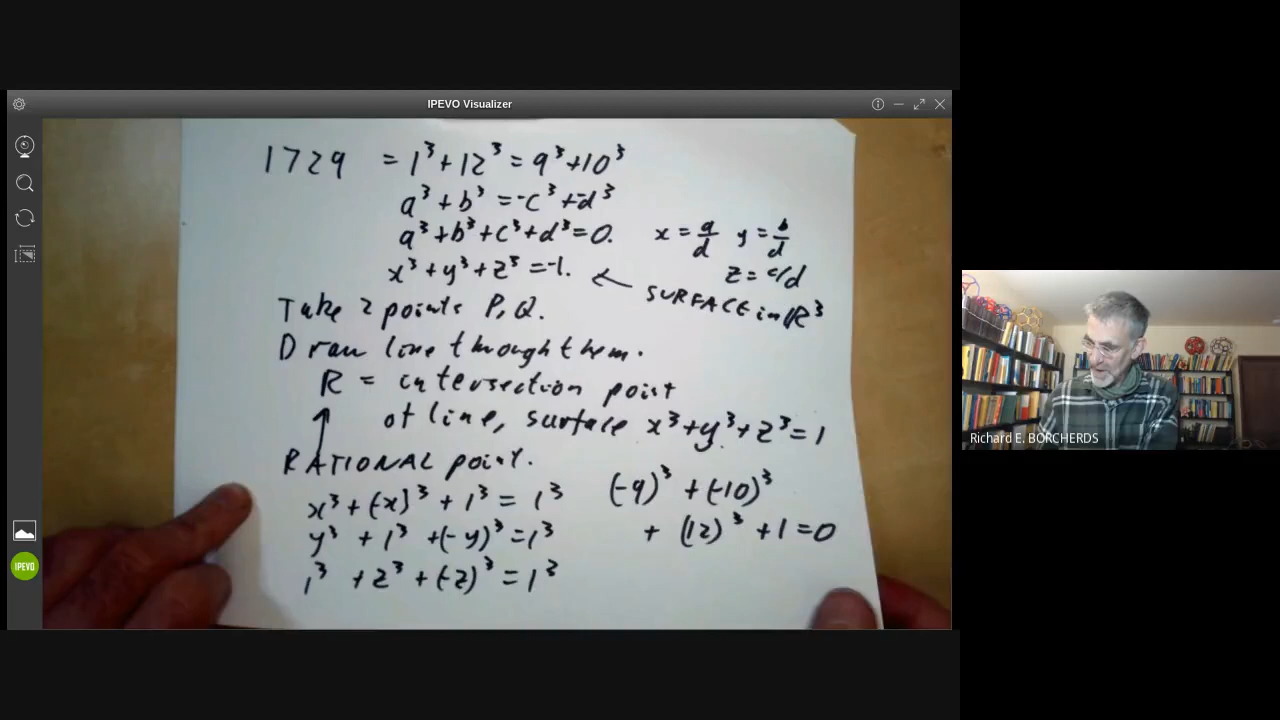 IPEVO Visualizer
1729 = 1³+12³ = 9³+10³
a³ + b³ = -c³ + -d³
a³+b³+c³+d³=0. x = a/d y = b/d
x³+y³+z³ = -1. ← z = c/d
SURFACE in ℝ³
Take 2 points P, Q.
Draw line through them.
R = intersection point
of line, surface x³+y³+z³=1
↑
RATIONAL point.
x³+(-x)³+1³ = 1³ (-9)³ + (-10)³
y³ + 1³ +(-y)³ = 1³ + (12)³ + 1 = 0
1³ + z³ + (-z)³ = 1³
IPEVO
Richard E. BORCHERDS